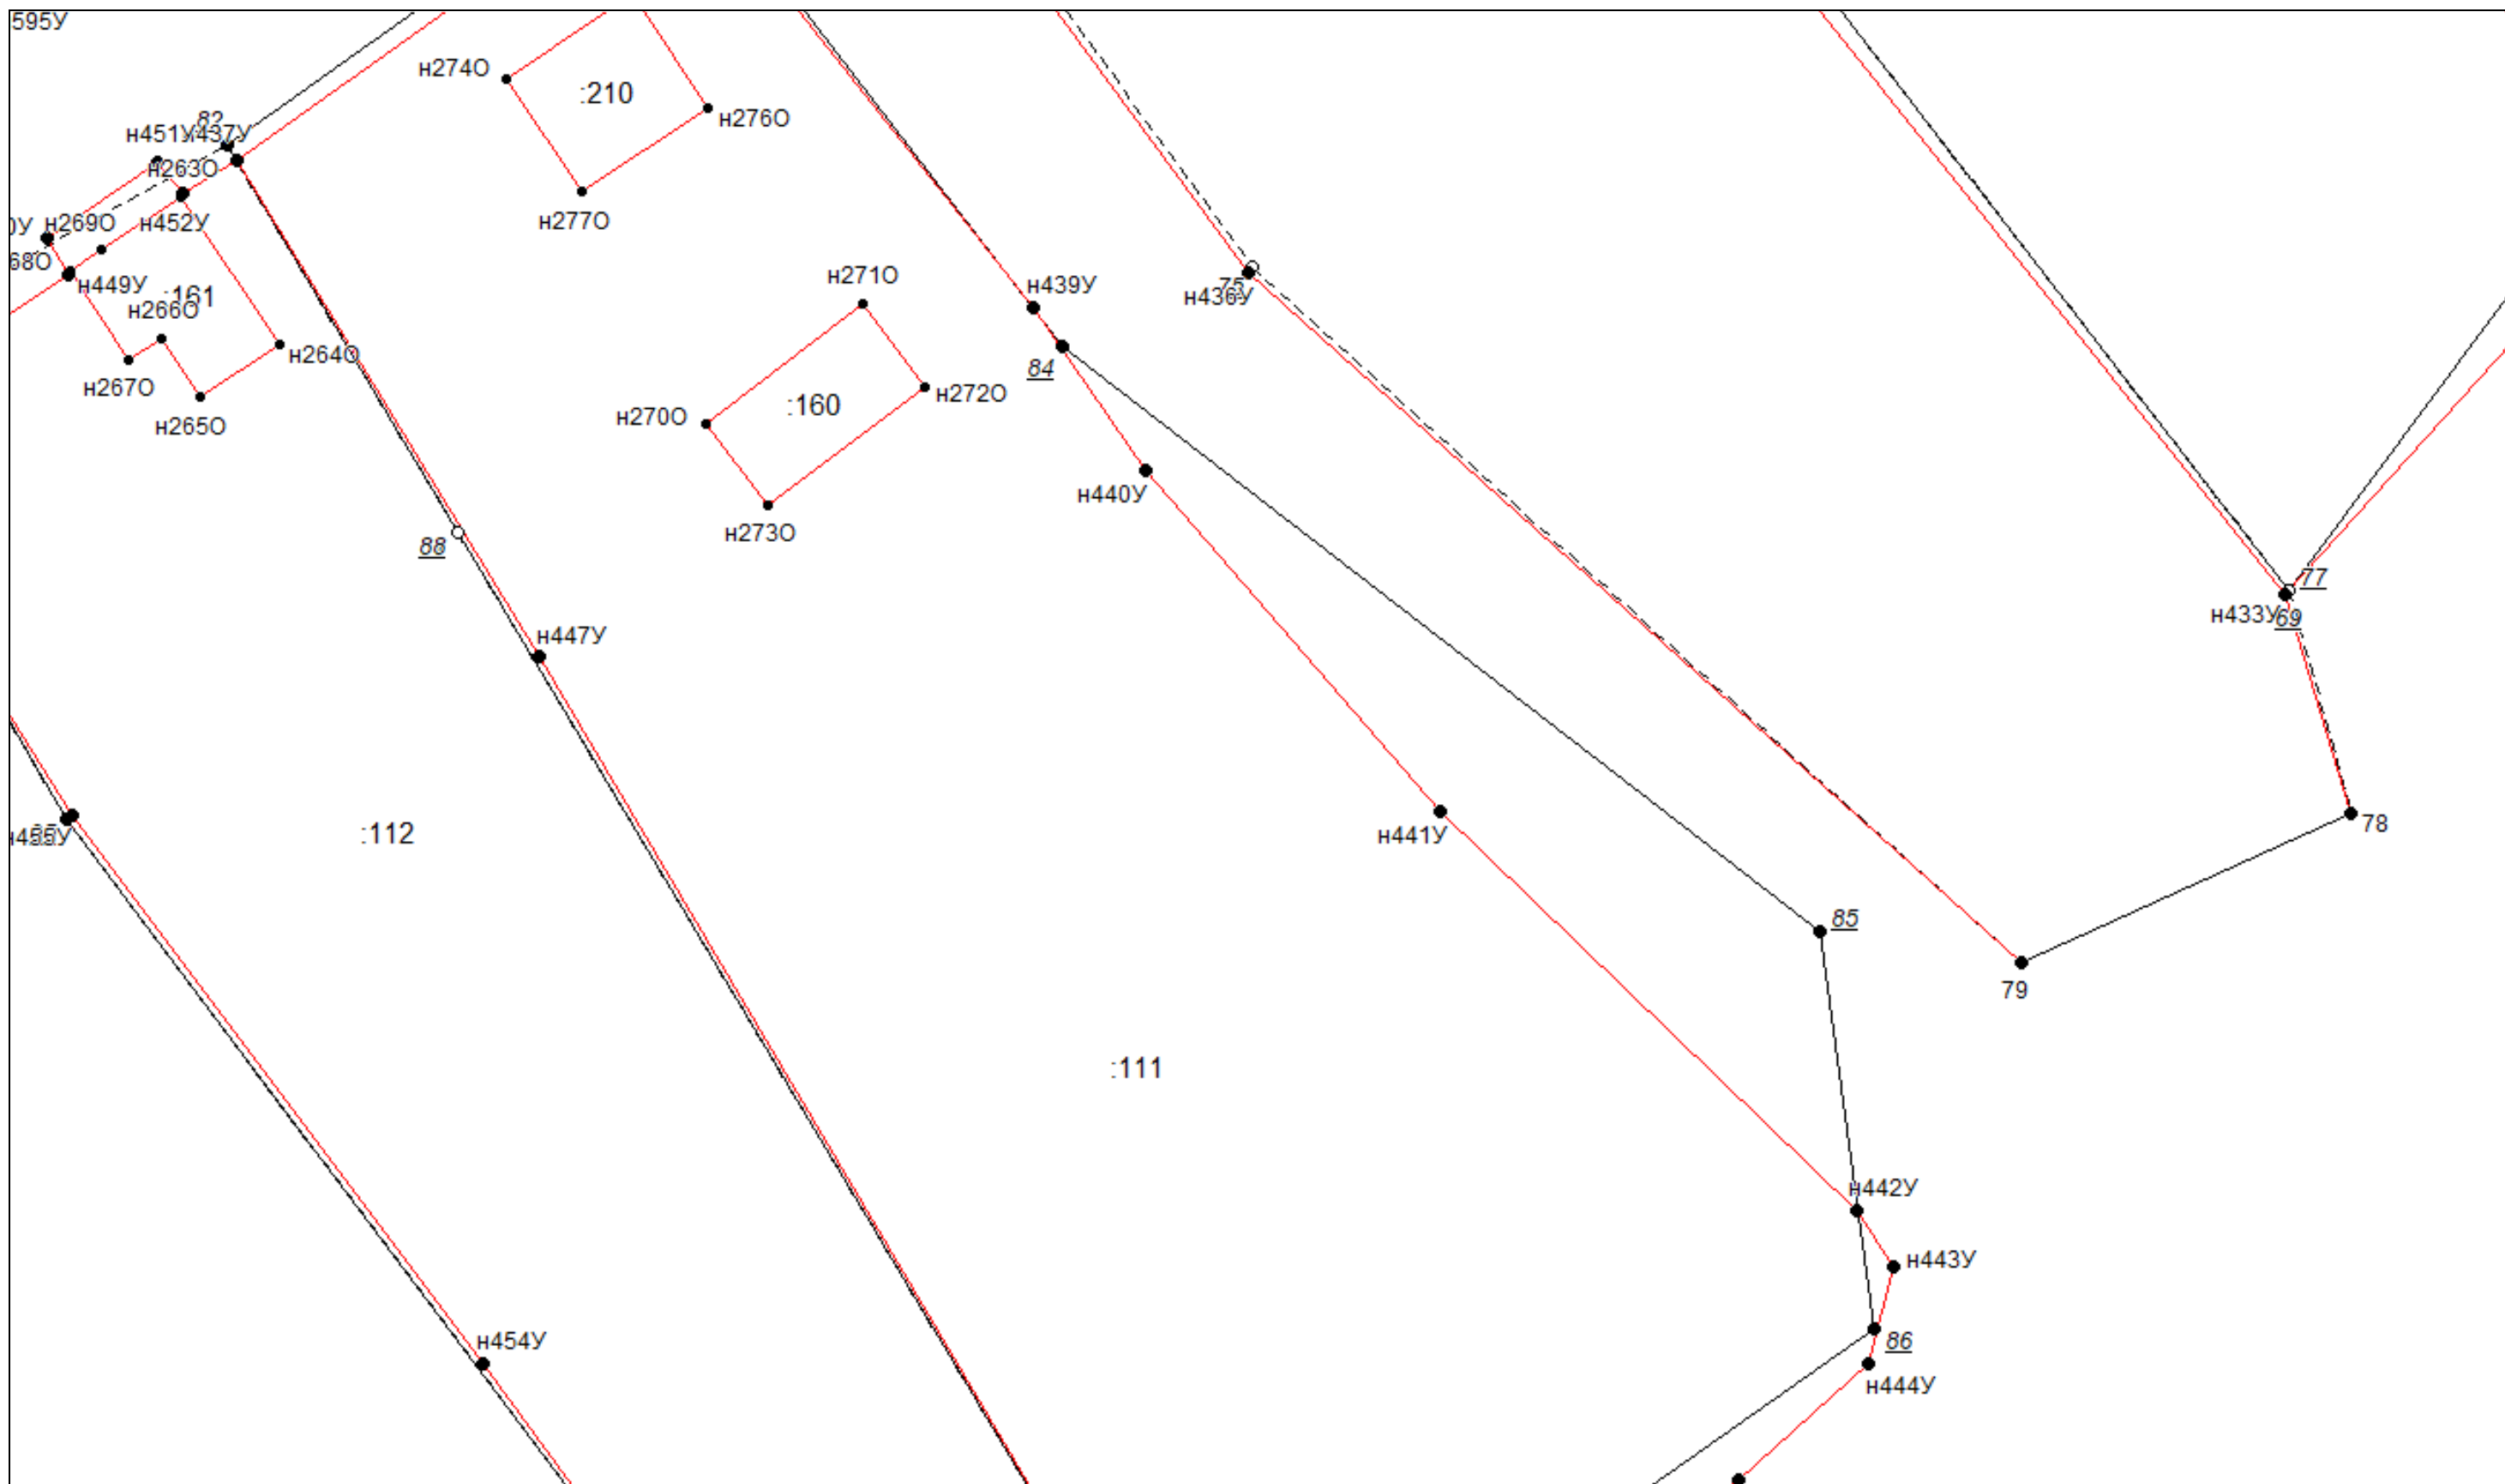 595У
н274О
:210
н276О
82
н451У
437У
н263О
н277О
н269О
н452У
0У
68О
н449У
:161
н266О
н271О
н439У
75
н436У
н264О
84
н267О
н265О
н270О
:160
н272О
н440У
н273О
88
77
н433У
69
н447У
:112
н441У
78
85
79
:111
н442У
н443У
н454У
86
н444У